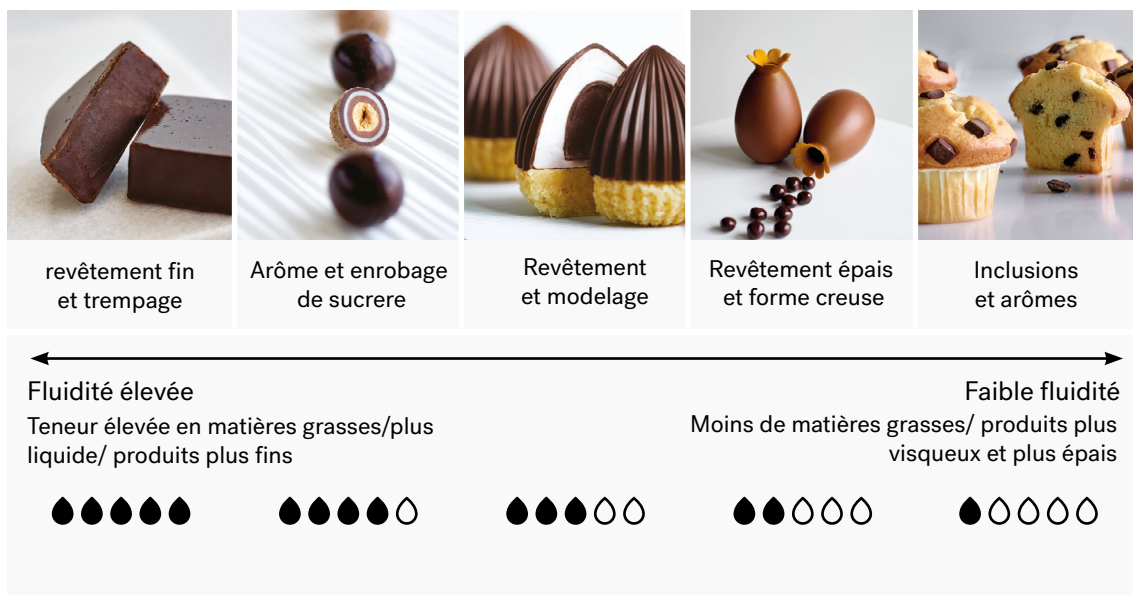 revêtement fin
et trempage
Arôme et enrobage
de sucrere
Revêtement
et modelage
Revêtement épais
et forme creuse
Inclusions
et arômes
Fluidité élevée
Teneur élevée en matières grasses/plus
liquide/ produits plus fins
Faible fluidité
Moins de matières grasses/ produits plus
visqueux et plus épais